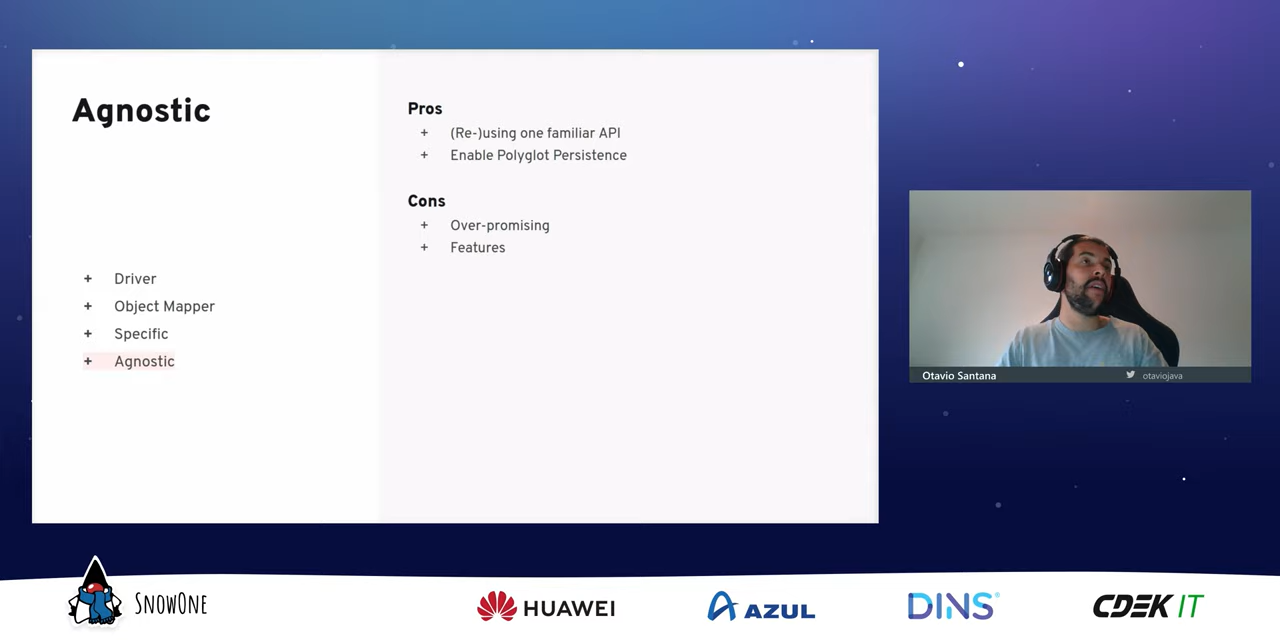 Agnostic
+ Driver
+ Object Mapper
+ Specific
+ Agnostic
Pros
+ (Re-)using one familiar API
+ Enable Polyglot Persistence
Cons
+ Over-promising
+ Features
Otavio Santana
otaviojava
SNOWONE
HUAWEI
AZUL
DINS
CDEK IT